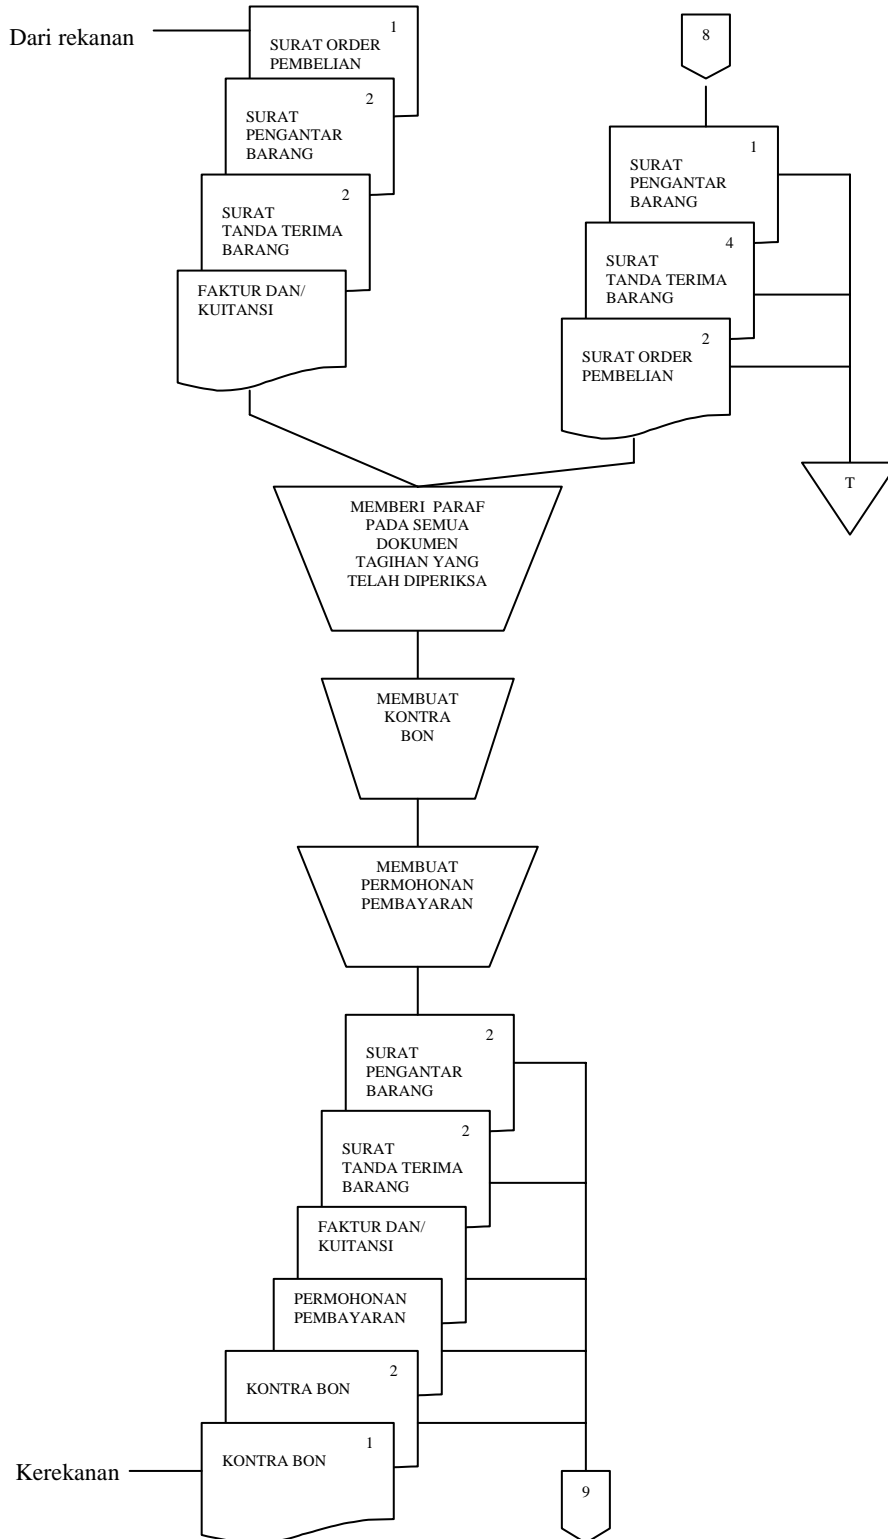 Dari rekanan
1
SURAT ORDER
PEMBELIAN
2
SURAT
PENGANTAR
BARANG
2
SURAT
TANDA TERIMA
BARANG
FAKTUR DAN/
KUITANSI
8
1
SURAT
PENGANTAR
BARANG
4
SURAT
TANDA TERIMA
BARANG
2
SURAT ORDER
PEMBELIAN
T
MEMBERI PARAF
PADA SEMUA
DOKUMEN
TAGIHAN YANG
TELAH DIPERIKSA
MEMBUAT
KONTRA
BON
MEMBUAT
PERMOHONAN
PEMBAYARAN
2
SURAT
PENGANTAR
BARANG
2
SURAT
TANDA TERIMA
BARANG
FAKTUR DAN/
KUITANSI
PERMOHONAN
PEMBAYARAN
2
KONTRA BON
1
KONTRA BON
Kerekanan
9